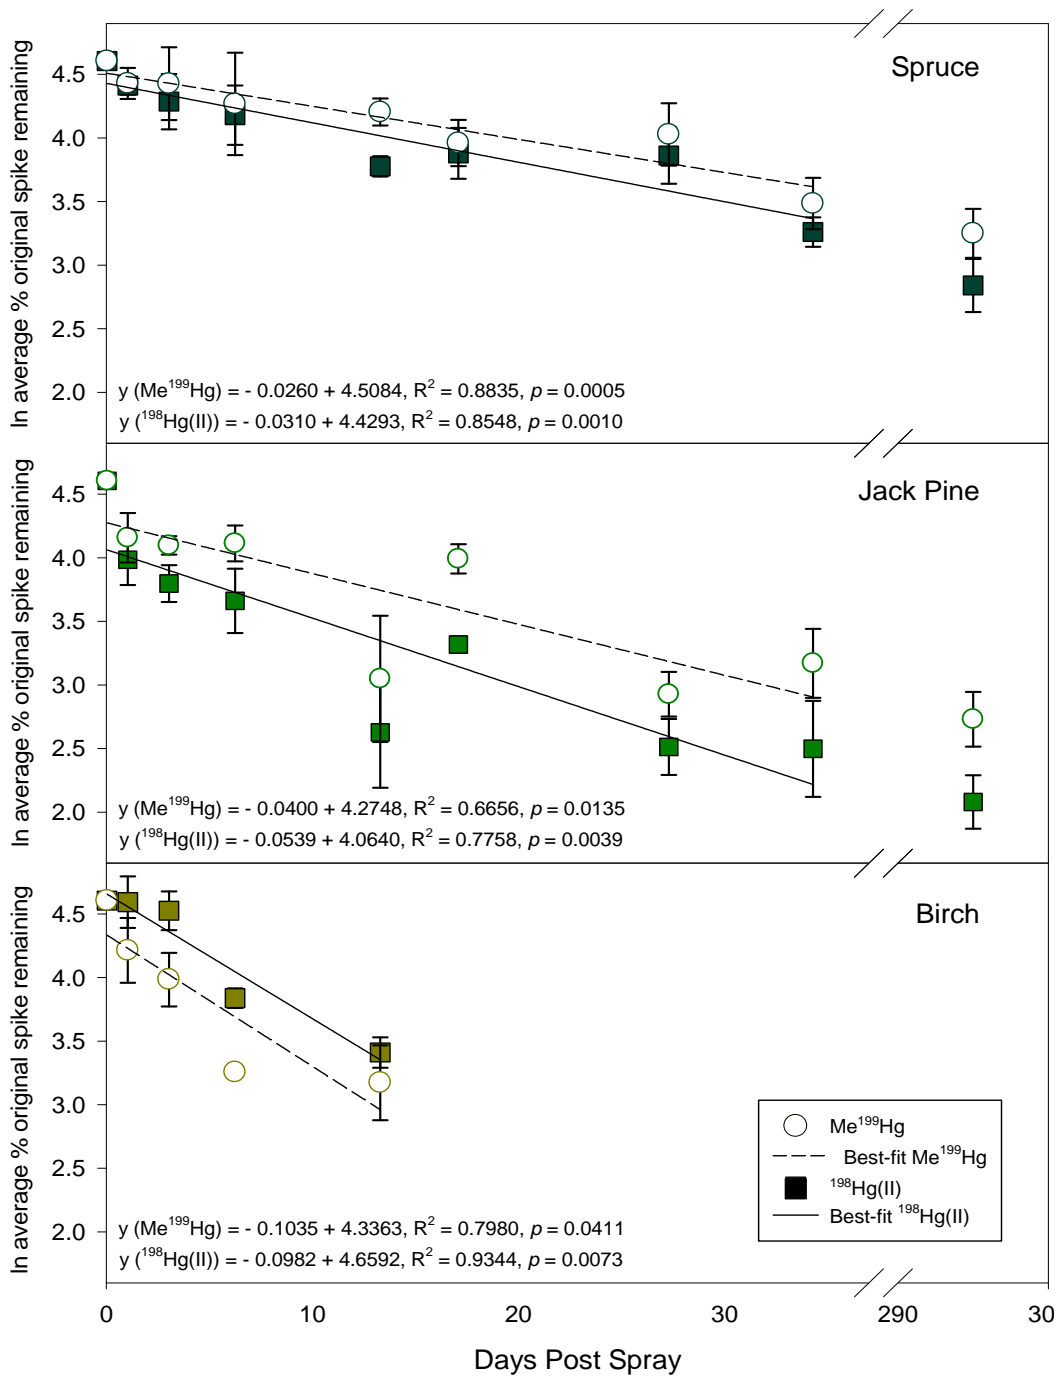 Spruce
ln average % original spike remaining
4.5
4.0
3.5
3.0
2.5
2.0
y (Me¹⁹⁹Hg) = - 0.0260 + 4.5084, R² = 0.8835, p = 0.0005
y (¹⁹⁸Hg(II)) = - 0.0310 + 4.4293, R² = 0.8548, p = 0.0010
Jack Pine
ln average % original spike remaining
4.5
4.0
3.5
3.0
2.5
2.0
y (Me¹⁹⁹Hg) = - 0.0400 + 4.2748, R² = 0.6656, p = 0.0135
y (¹⁹⁸Hg(II)) = - 0.0539 + 4.0640, R² = 0.7758, p = 0.0039
Birch
ln average % original spike remaining
4.5
4.0
3.5
3.0
2.5
2.0
Me¹⁹⁹Hg
Best-fit Me¹⁹⁹Hg
¹⁹⁸Hg(II)
Best-fit ¹⁹⁸Hg(II)
y (Me¹⁹⁹Hg) = - 0.1035 + 4.3363, R² = 0.7980, p = 0.0411
y (¹⁹⁸Hg(II)) = - 0.0982 + 4.6592, R² = 0.9344, p = 0.0073
0 10 20 30 290 30
Days Post Spray